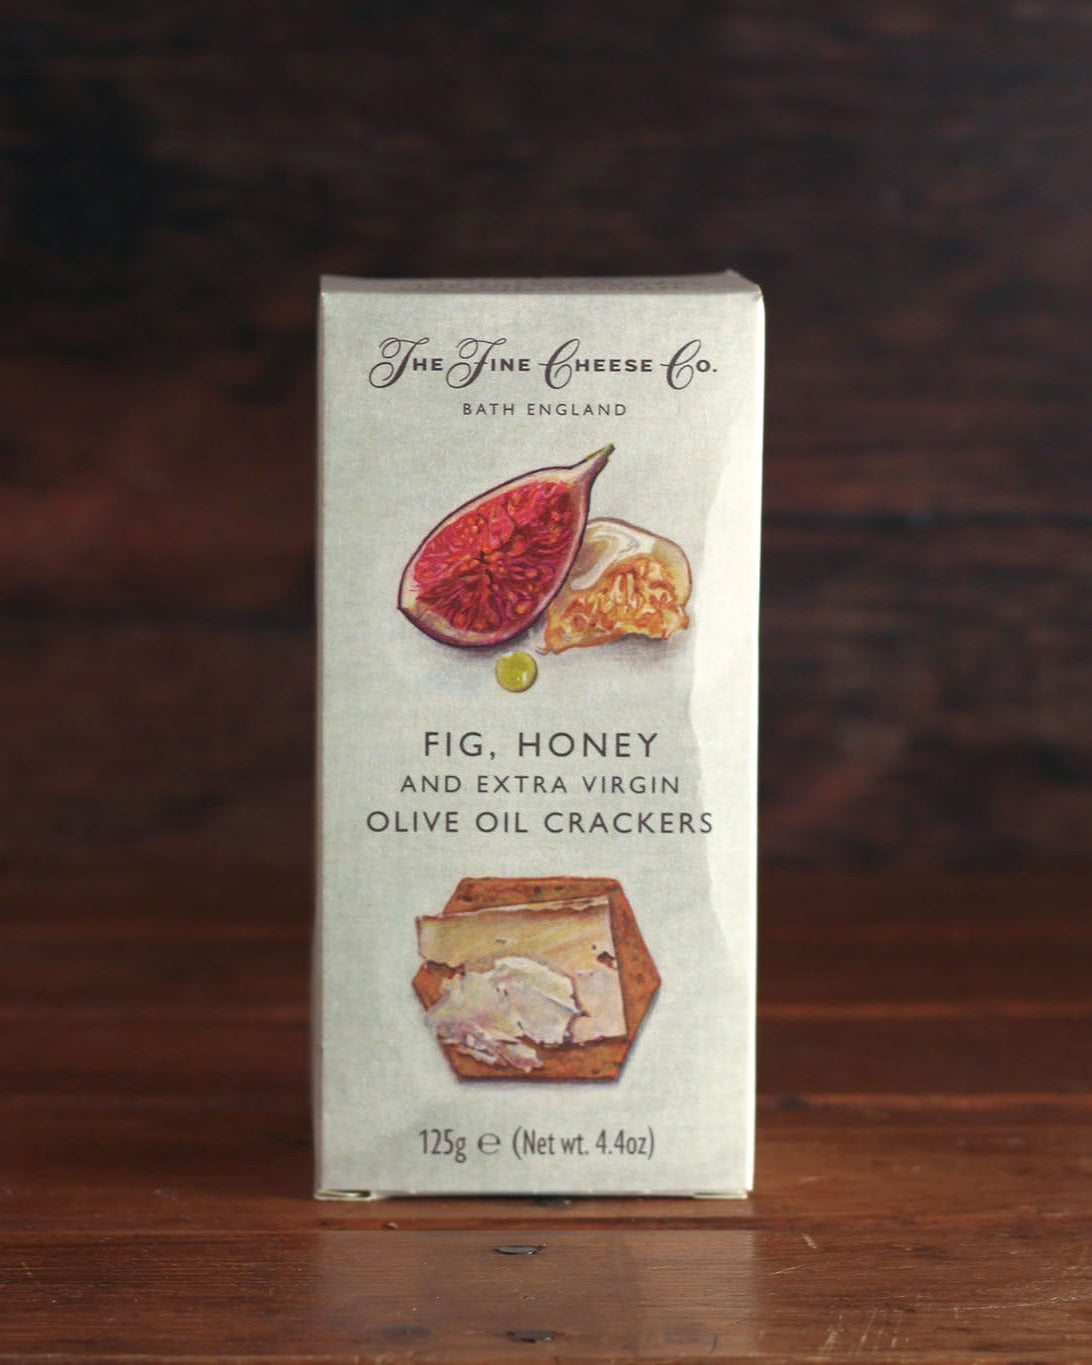 The Fine Cheese Co.
BATH ENGLAND
FIG, HONEY
AND EXTRA VIRGIN
OLIVE OIL CRACKERS
125g ℮ (Net wt. 4.4oz)